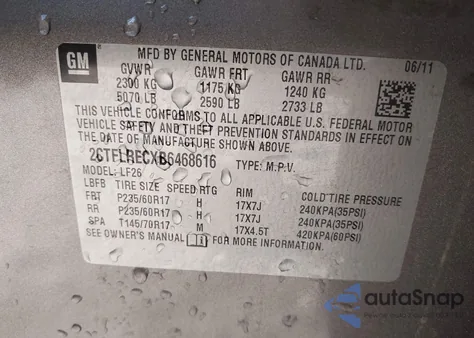 GM
MFD BY GENERAL MOTORS OF CANADA LTD. 06/11
GVWR GAWR FRT GAWR RR
2300 KG 1175 KG 1240 KG
5070 LB 2590 LB 2733 LB
THIS VEHICLE CONFORMS TO ALL APPLICABLE U.S. FEDERAL MOTOR
VEHICLE SAFETY AND THEFT PREVENTION STANDARDS IN EFFECT ON
THE DATE OF MANUFACTURE SHOWN ABOVE.
2CTFLRECXB6468616 TYPE: M.P.V.
MODEL: LF26
LBFB TIRE SIZE SPEED RTG RIM COLD TIRE PRESSURE
FRT P235/60R17 H 17X7J 240KPA(35PSI)
RR P235/60R17 H 17X7J 240KPA(35PSI)
SPA T145/70R17 M 17X4.5T 420KPA(60PSI)
SEE OWNER'S MANUAL FOR MORE INFORMATION.
autoSnap